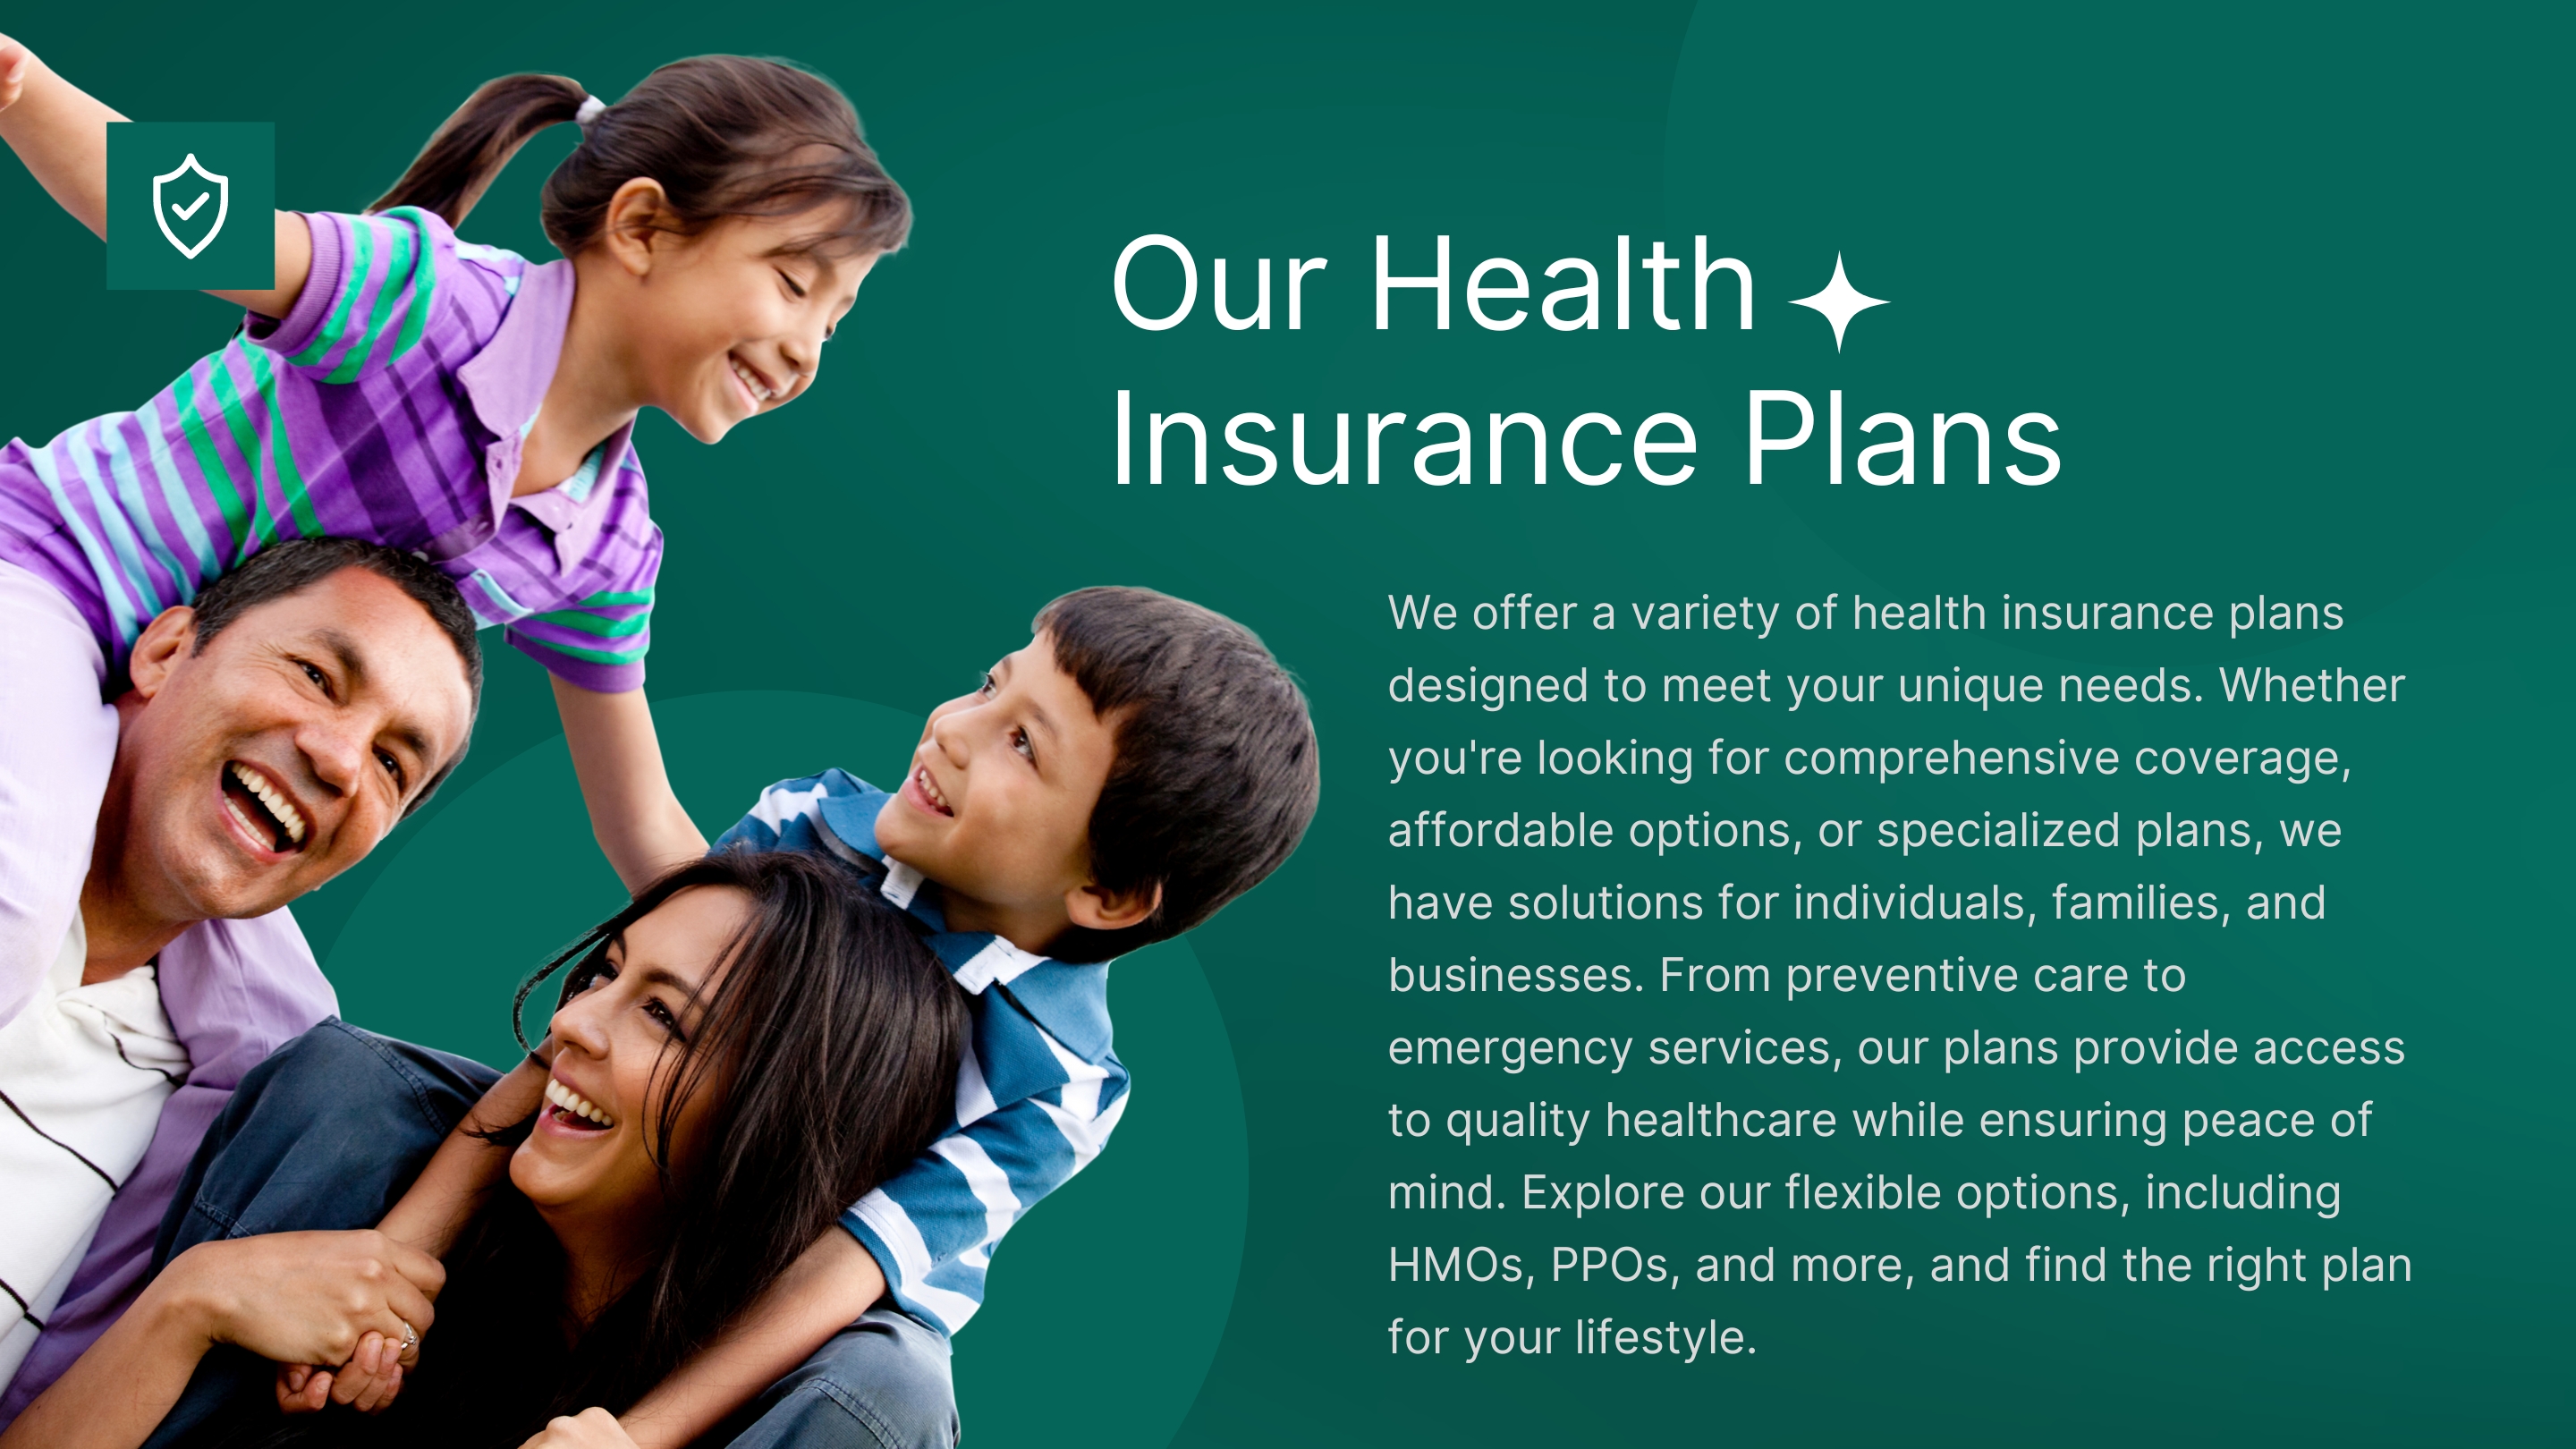 Our Health
Insurance Plans
We offer a variety of health insurance plans
designed to meet your unique needs. Whether
you're looking for comprehensive coverage,
affordable options, or specialized plans, we
have solutions for individuals, families, and
businesses. From preventive care to
emergency services, our plans provide access
to quality healthcare while ensuring peace of
mind. Explore our flexible options, including
HMOs, PPOs, and more, and find the right plan
for your lifestyle.